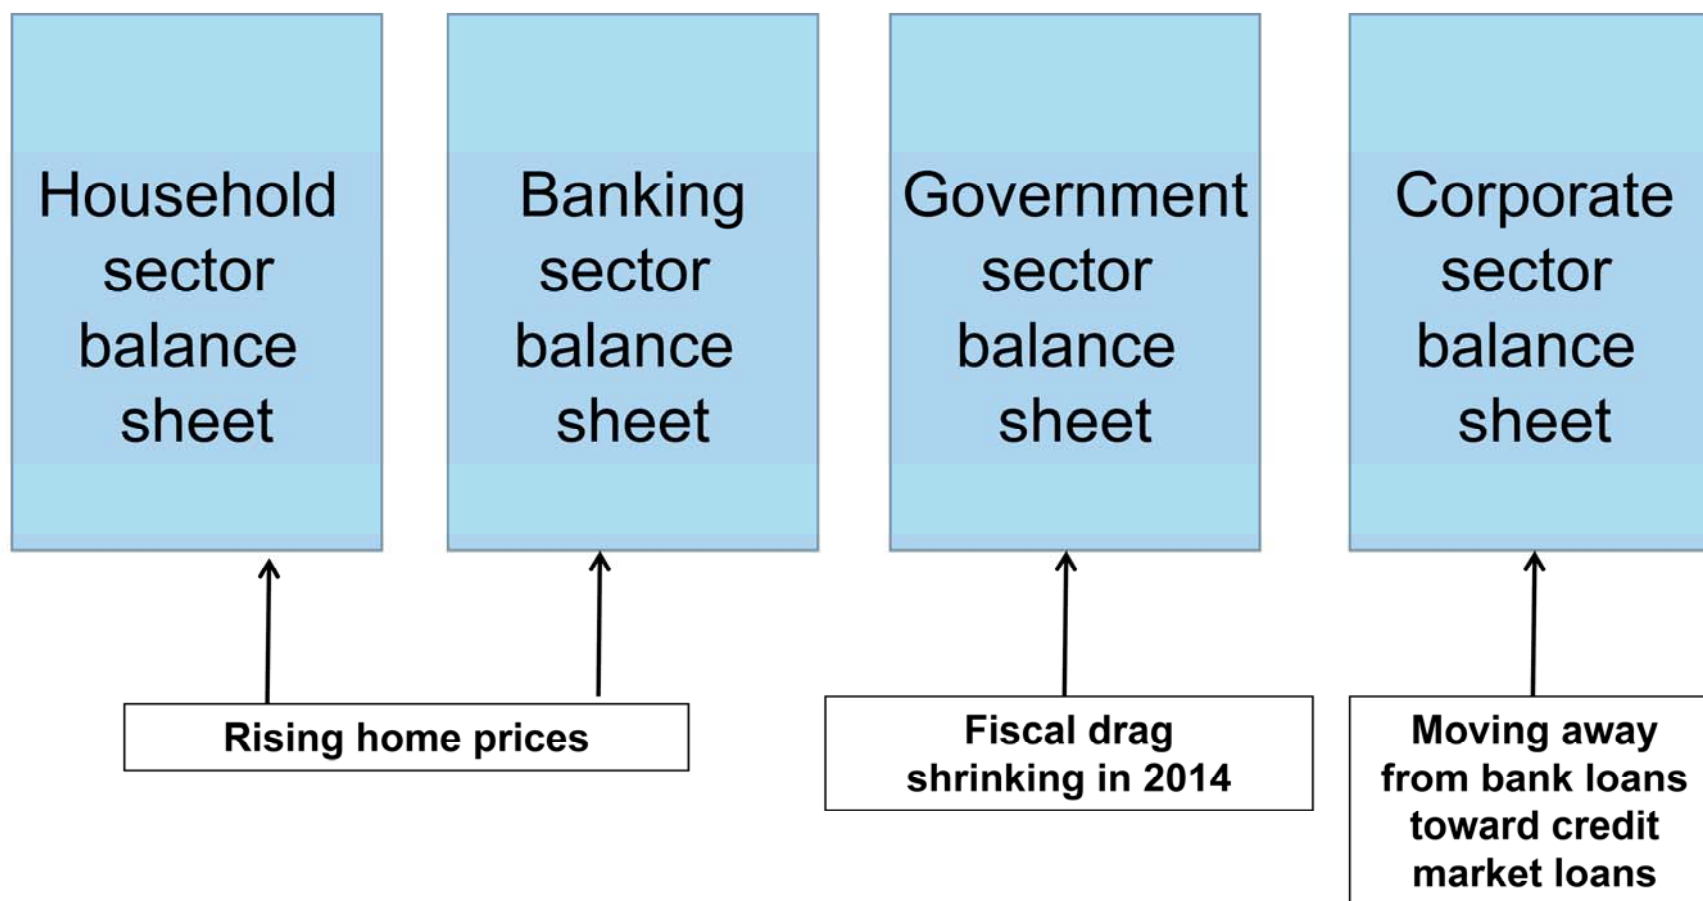 Household
sector
balance
sheet
Banking
sector
balance
sheet
Government
sector
balance
sheet
Corporate
sector
balance
sheet
Rising home prices
Fiscal drag
shrinking in 2014
Moving away
from bank loans
toward credit
market loans